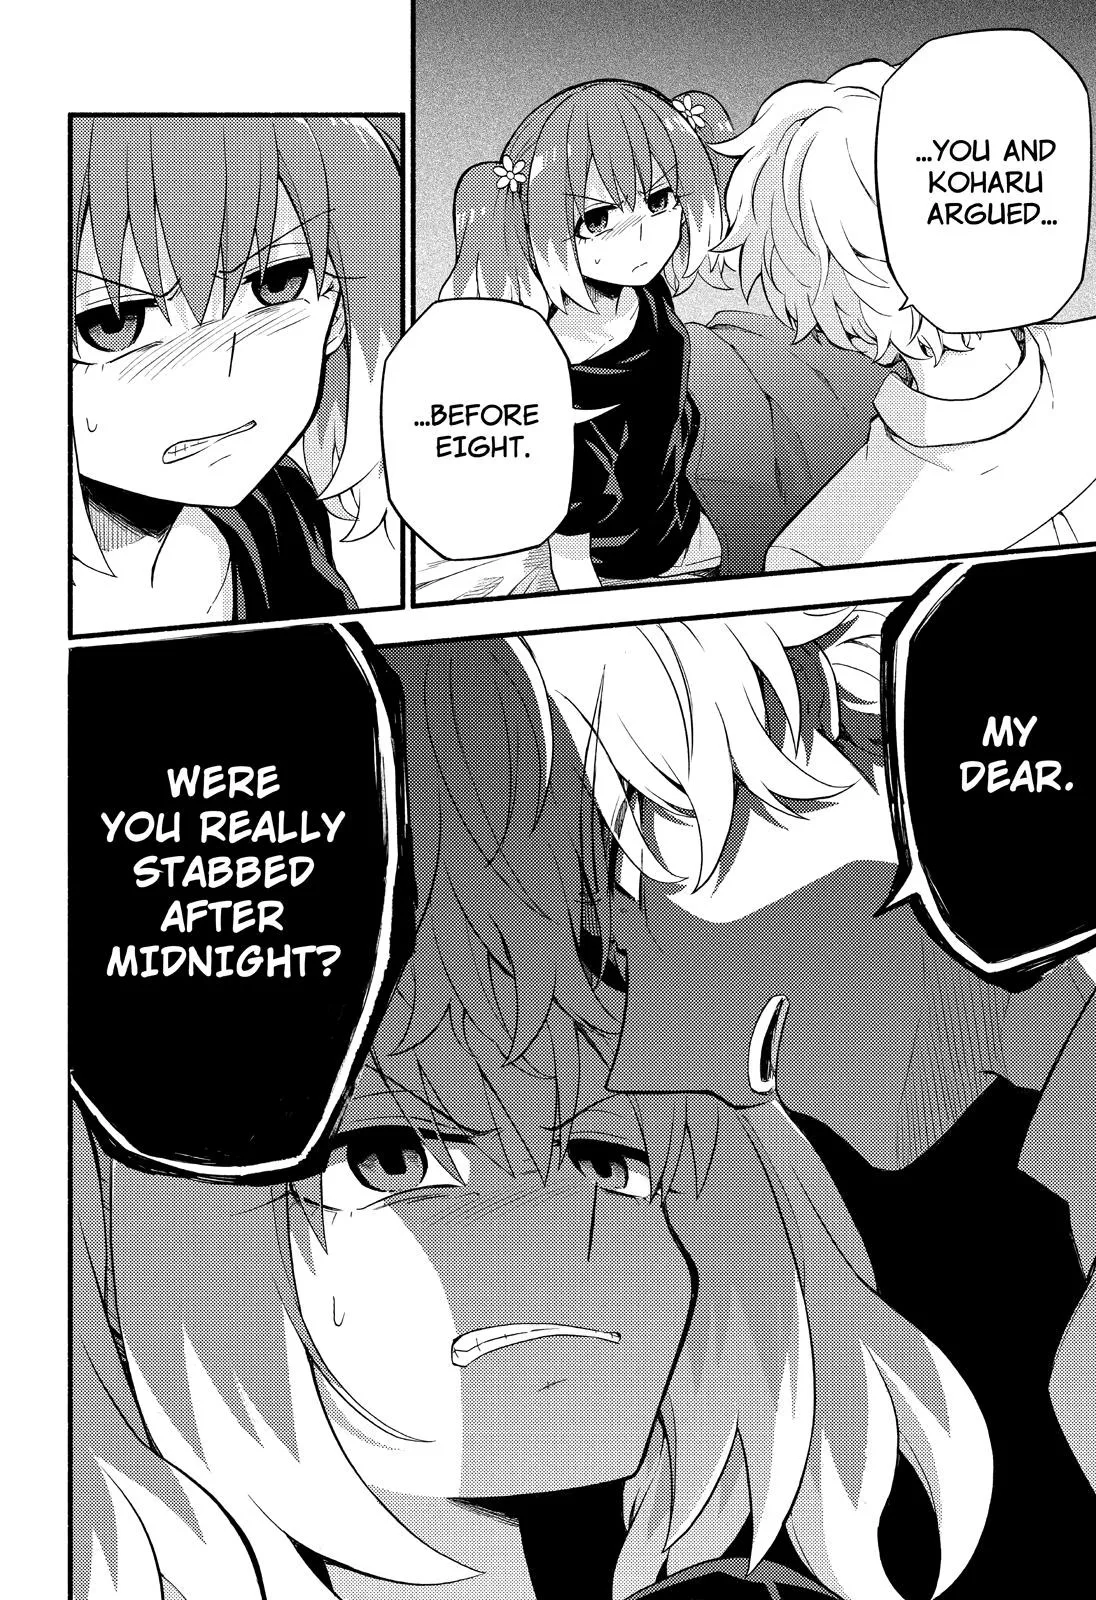 ...YOU AND
KOHARU
ARGUED...
...BEFORE
EIGHT.
MY
DEAR.
WERE
YOU REALLY
STABBED
AFTER
MIDNIGHT?